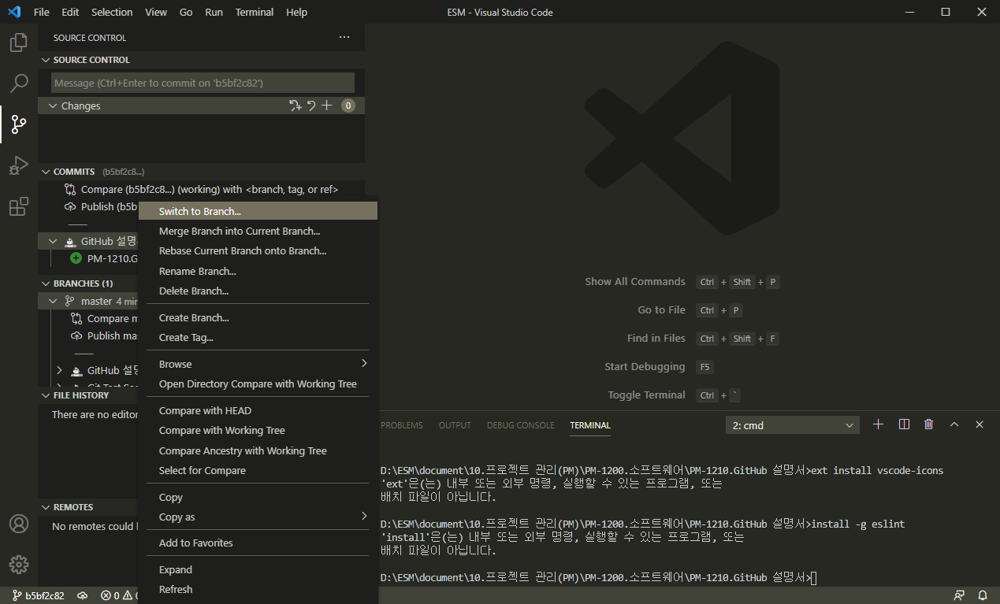 File Edit Selection View Go Run Terminal Help
ESM - Visual Studio Code
SOURCE CONTROL
SOURCE CONTROL
Message (Ctrl+Enter to commit on 'b5bf2c82')
Changes 0
COMMITS (b5bf2c8...)
Compare (b5bf2c8...) (working) with <branch, tag, or ref>
Publish (b5b
GitHub 설명
PM-1210.G
BRANCHES (1)
master 4 min
Compare m
Publish mas
GitHub 설명
FILE HISTORY
There are no editor
REMOTES
No remotes could
b5bf2c82 0
Switch to Branch...
Merge Branch into Current Branch...
Rebase Current Branch onto Branch...
Rename Branch...
Delete Branch...
Create Branch...
Create Tag...
Browse
Open Directory Compare with Working Tree
Compare with HEAD
Compare with Working Tree
Compare Ancestry with Working Tree
Select for Compare
Copy
Copy as
Add to Favorites
Expand
Refresh
Show All Commands Ctrl + Shift + P
Go to File Ctrl + P
Find in Files Ctrl + Shift + F
Start Debugging F5
Toggle Terminal Ctrl + `
PROBLEMS OUTPUT DEBUG CONSOLE TERMINAL 2: cmd
D:\ESM\document\10.프로젝트 관리(PM)\PM-1200.소프트웨어\PM-1210.GitHub 설명서>ext install vscode-icons
'ext'은(는) 내부 또는 외부 명령, 실행할 수 있는 프로그램, 또는
배치 파일이 아닙니다.
D:\ESM\document\10.프로젝트 관리(PM)\PM-1200.소프트웨어\PM-1210.GitHub 설명서>install -g eslint
'install'은(는) 내부 또는 외부 명령, 실행할 수 있는 프로그램, 또는
배치 파일이 아닙니다.
D:\ESM\document\10.프로젝트 관리(PM)\PM-1200.소프트웨어\PM-1210.GitHub 설명서>